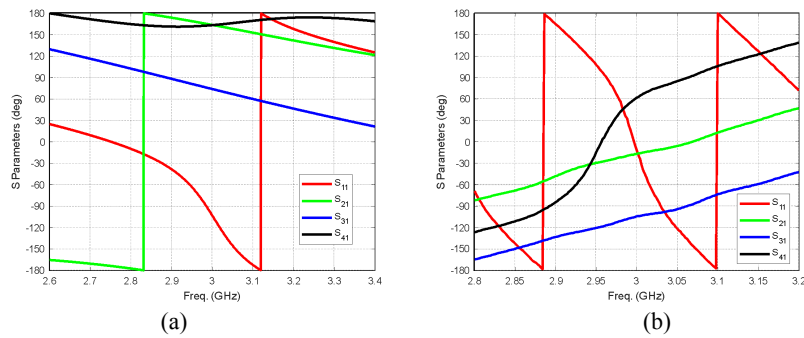 180
150
120
90
60
30
0
-30
-60
-90
-120
-150
-180
S Parameters (deg)
2.6 2.7 2.8 2.9 3 3.1 3.2 3.3 3.4
Freq. (GHz)
S11
S21
S31
S41
(a)
180
150
120
90
60
30
0
-30
-60
-90
-120
-150
-180
S Parameters (deg)
2.8 2.85 2.9 2.95 3 3.05 3.1 3.15 3.2
Freq. (GHz)
S11
S21
S31
S41
(b)